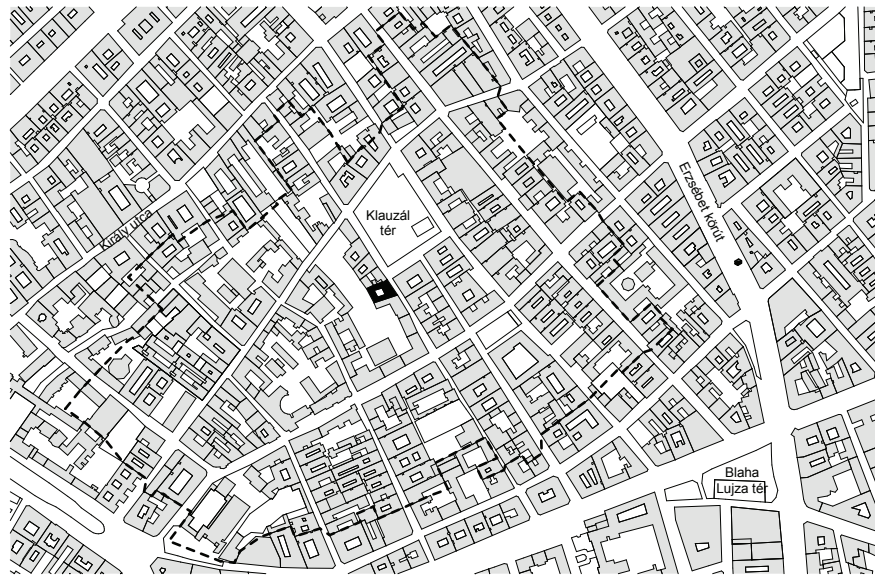 Klauzál
tér
Király utca
Erzsébet körút
Blaha
Lujza tér